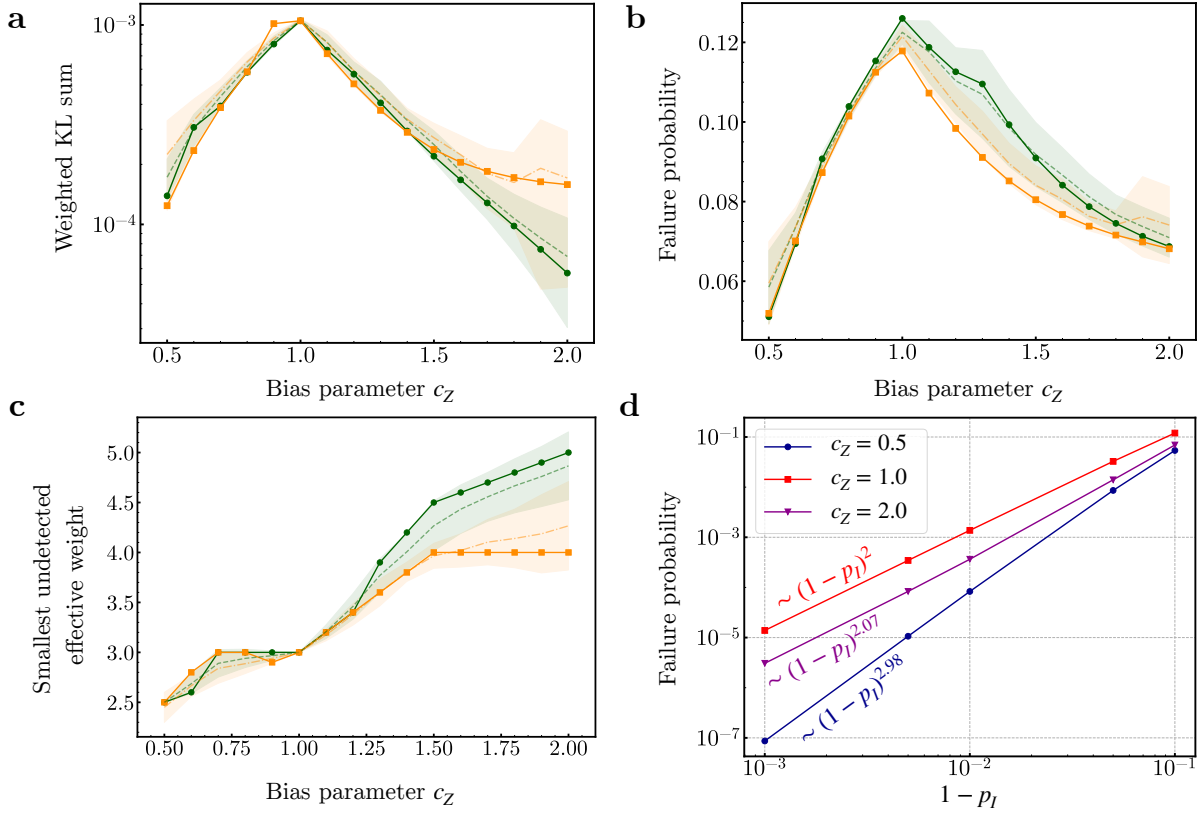 a
Weighted KL sum
10⁻³
10⁻⁴
0.5 1.0 1.5 2.0
Bias parameter c_Z
b
Failure probability
0.12
0.10
0.08
0.06
0.5 1.0 1.5 2.0
Bias parameter c_Z
c
Smallest undetected
effective weight
5.0
4.5
4.0
3.5
3.0
2.5
0.50 0.75 1.00 1.25 1.50 1.75 2.00
Bias parameter c_Z
d
Failure probability
10⁻¹
10⁻³
10⁻⁵
10⁻⁷
c_Z = 0.5
c_Z = 1.0
c_Z = 2.0
~ (1 − p_I)²
~ (1 − p_I)^2.07
~ (1 − p_I)^2.98
10⁻³ 10⁻² 10⁻¹
1 − p_I